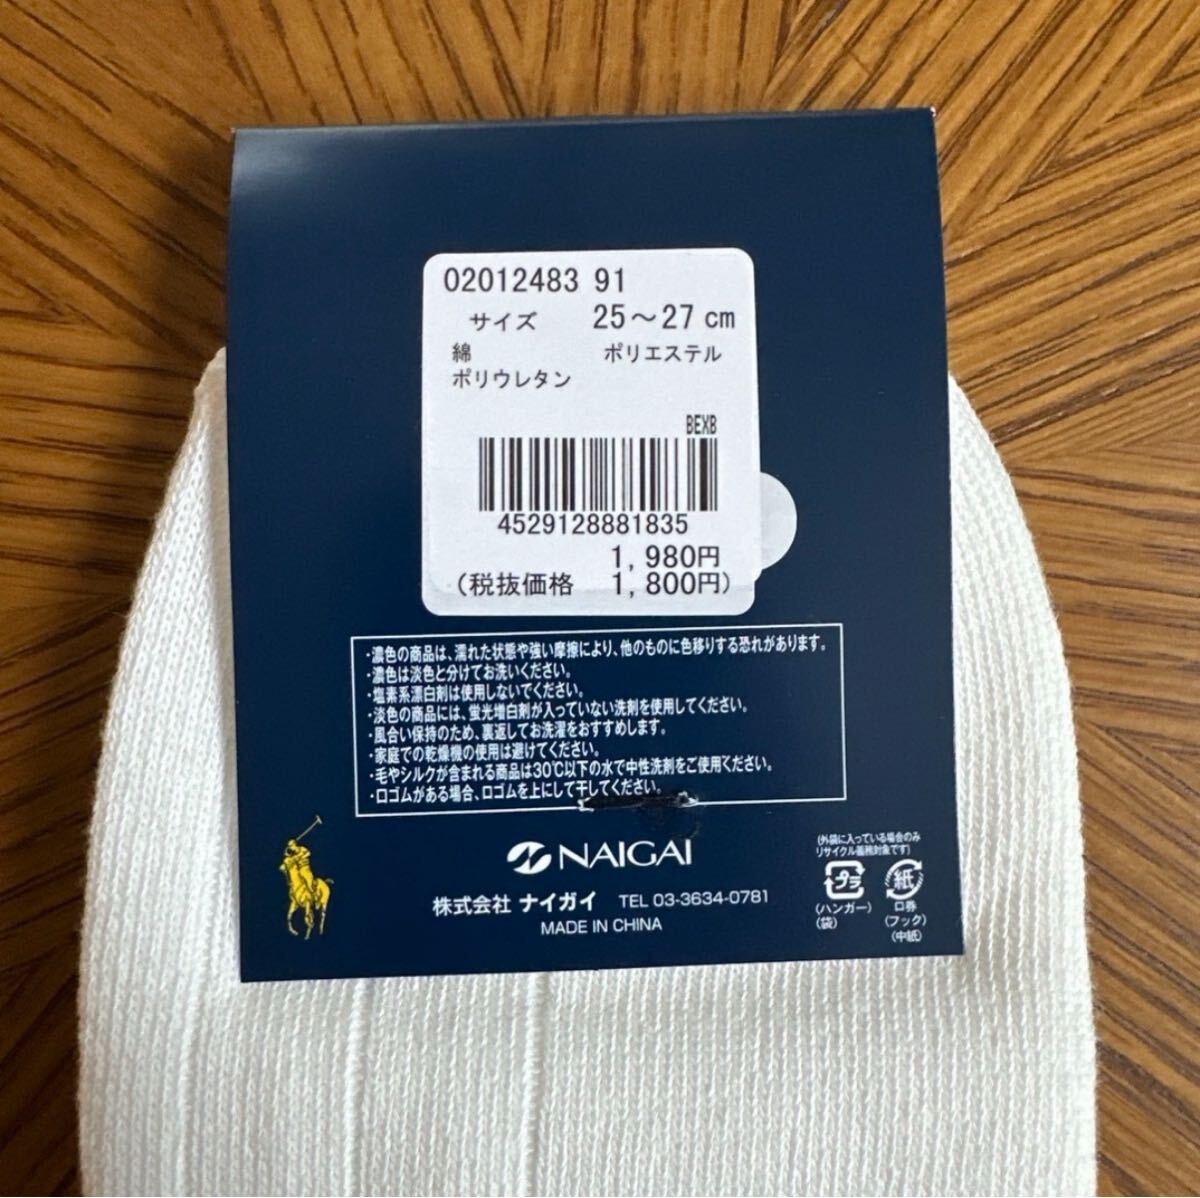 02012483 91
サイズ 25～27cm
綿 ポリエステル
ポリウレタン
BEXB
4529128881835
1,980円
(税抜価格 1,800円)
・濃色の商品は、濡れた状態や強い摩擦により、他のものに色移りする恐れがあります。
・濃色は淡色と分けてお洗いください。
・塩素系漂白剤は使用しないでください。
・淡色の商品には、蛍光増白剤が入っていない洗剤を使用してください。
・風合い保持のため、裏返してお洗濯をおすすめします。
・家庭での乾燥機の使用は避けてください。
・毛やシルクが含まれる商品は30℃以下の水で中性洗剤をご使用ください。
・口ゴムがある場合、口ゴムを上にして干してください。
NAIGAI
株式会社 ナイガイ TEL 03-3634-0781
MADE IN CHINA
(外袋に入っている場合のみ
リサイクル義務対象です)
プラ 紙
(ハンガー) 口券
(袋) (フック)
(中紙)